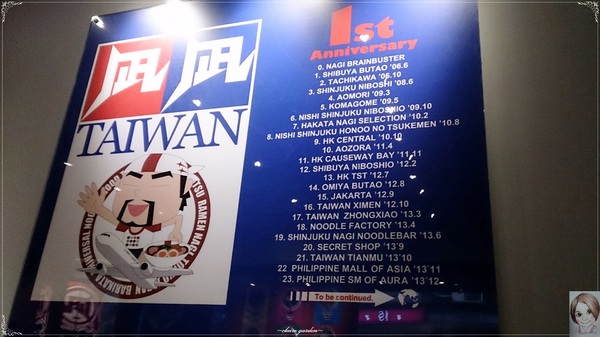 凪 凪
TAIWAN
1st
Anniversary
0. NAGI BRAINBUSTER
1. SHIBUYA BUTAO '06.6
2. TACHIKAWA '06.10
3. SHINJUKU NIBOSHI '08.6
4. AOMORI '09.3
5. KOMAGOME '09.5
6. NISHI SHINJUKU NIBOSHIO '09.10
7. HAKATA NAGI SELECTION '10.2
8. NISHI SHINJUKU HONOO NO TSUKEMEN '10.8
9. HK CENTRAL '10.10
10. AOZORA '11.4
11. HK CAUSEWAY BAY '11.11
12. SHIBUYA NIBOSHIO '12.2
13. HK TST '12.7
14. OMIYA BUTAO '12.8
15. JAKARTA '12.9
16. TAIWAN XIMEN '12.10
17. TAIWAN ZHONGXIAO '13.3
18. NOODLE FACTORY '13.4
19. SHINJUKU NAGI NOODLEBAR '13.6
20. SECRET SHOP '13'9
21. TAIWAN TIANMU '13'10
22 PHILIPPINE MALL OF ASIA '13'11
23. PHILIPPINE SM OF AURA '13'12
To be continued.
RAMEN NAGI
~claire garden~